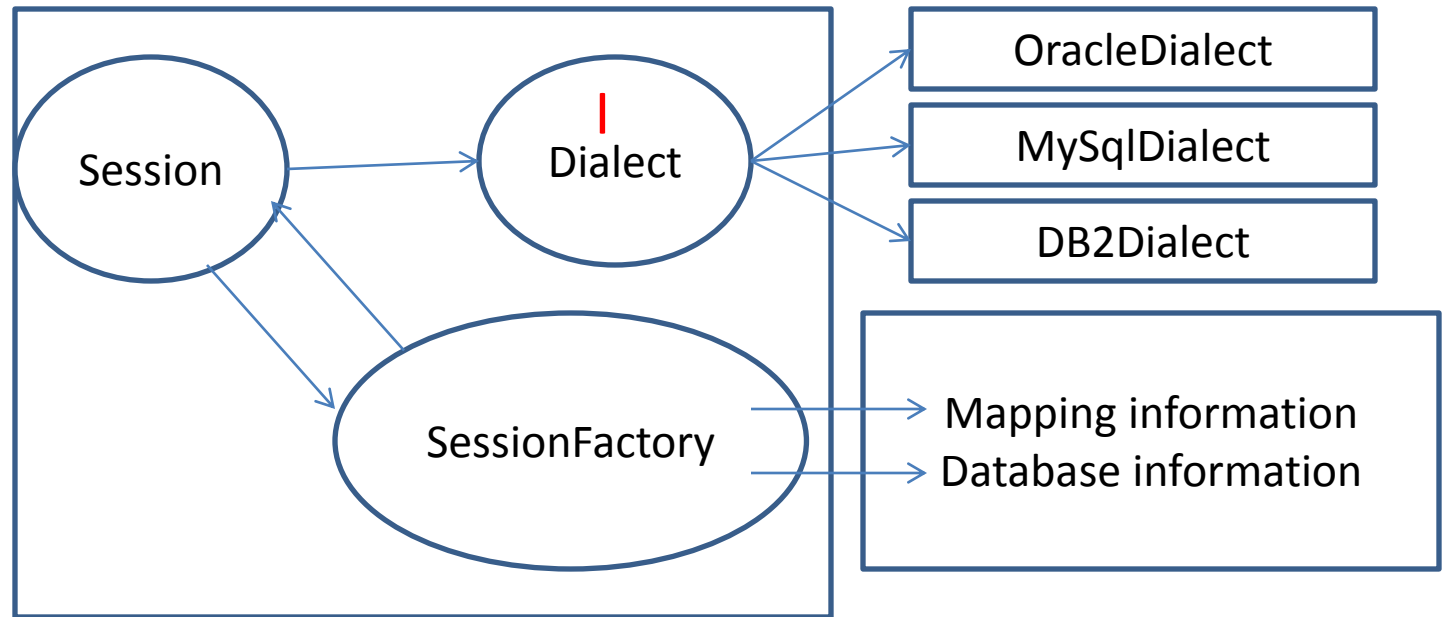 OracleDialect
MySqlDialect
DB2Dialect
Session
I
Dialect
SessionFactory
Mapping information
Database information